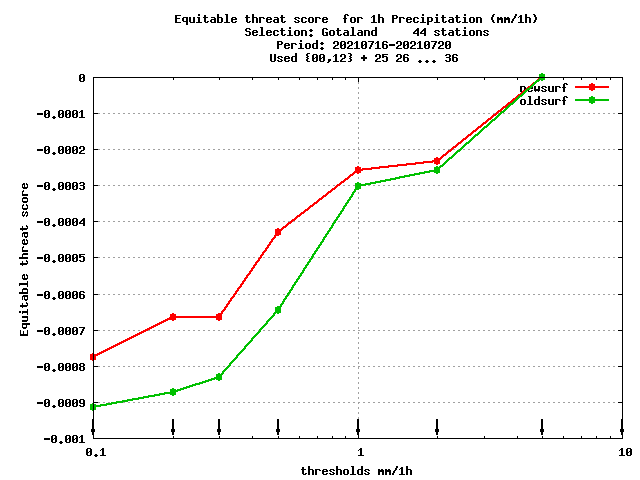 Equitable threat score  for 1h Precipitation (mm/1h)
Selection: Gotaland     44 stations
Period: 20210716-20210720
Used {00,12} + 25 26 ... 36
newsurf
oldsurf
0
-0.0001
-0.0002
-0.0003
-0.0004
-0.0005
-0.0006
-0.0007
-0.0008
-0.0009
-0.001
Equitable threat score
0.1 1 10
thresholds mm/1h